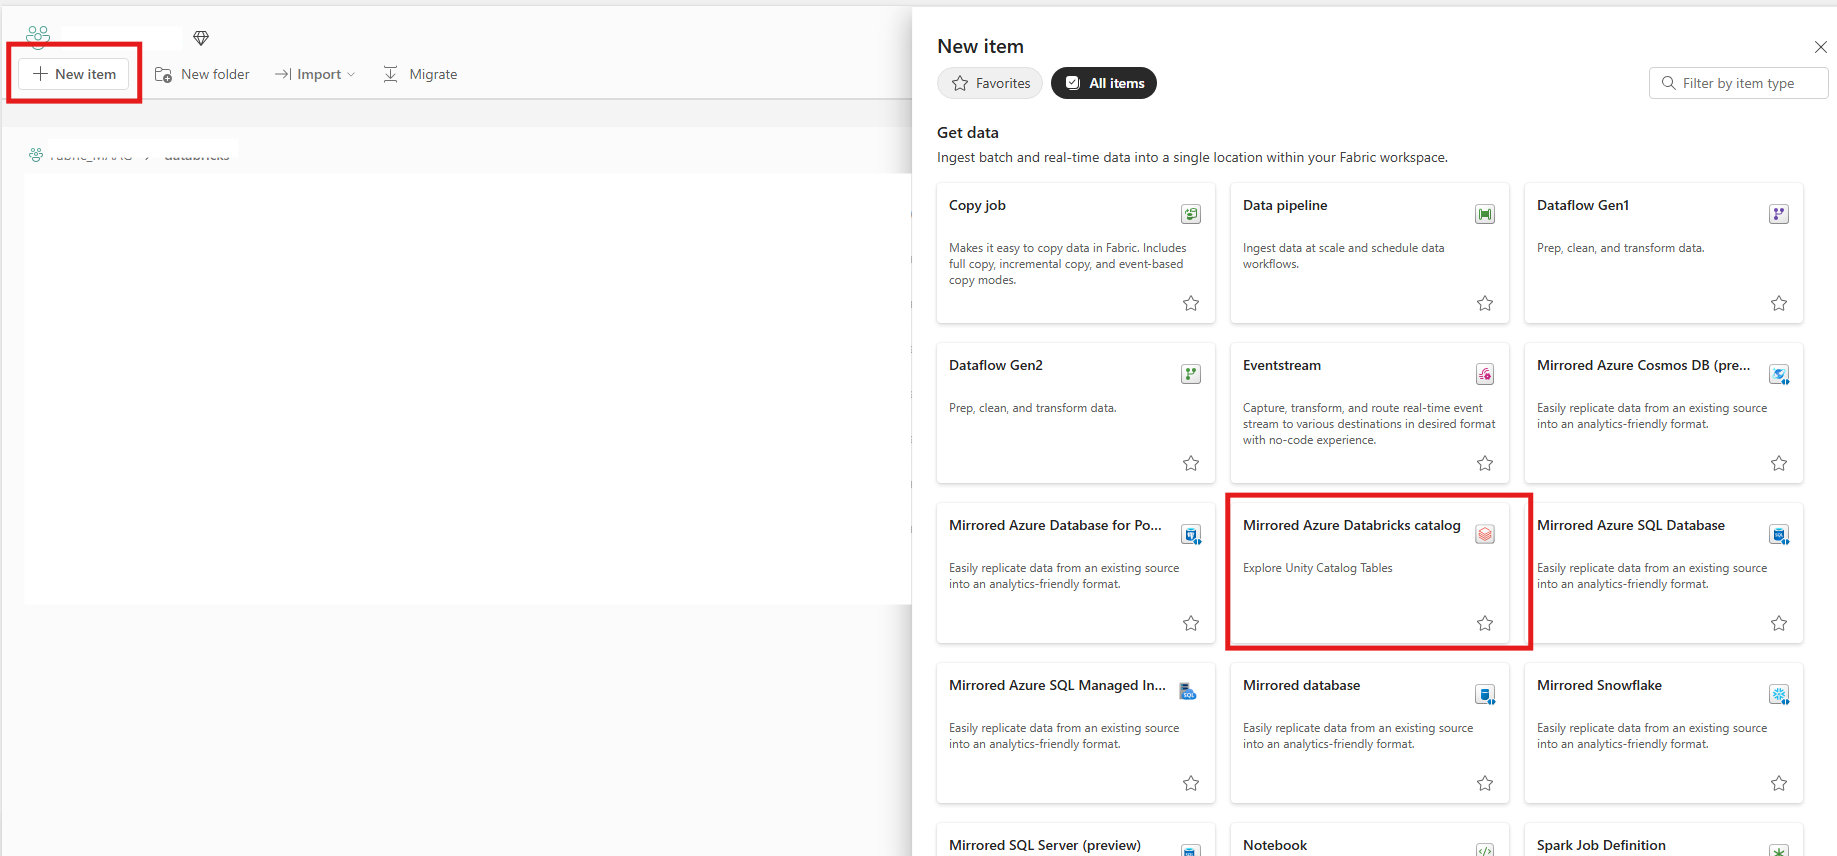 New item
New folder
Import
Migrate
New item
Favorites
All items
Filter by item type
Get data
Ingest batch and real-time data into a single location within your Fabric workspace.
Copy job
Makes it easy to copy data in Fabric. Includes
full copy, incremental copy, and event-based
copy modes.
Data pipeline
Ingest data at scale and schedule data
workflows.
Dataflow Gen1
Prep, clean, and transform data.
Dataflow Gen2
Prep, clean, and transform data.
Eventstream
Capture, transform, and route real-time event
stream to various destinations in desired format
with no-code experience.
Mirrored Azure Cosmos DB (pre...
Easily replicate data from an existing source
into an analytics-friendly format.
Mirrored Azure Database for Po...
Easily replicate data from an existing source
into an analytics-friendly format.
Mirrored Azure Databricks catalog
Explore Unity Catalog Tables
Mirrored Azure SQL Database
Easily replicate data from an existing source
into an analytics-friendly format.
Mirrored Azure SQL Managed In...
Easily replicate data from an existing source
into an analytics-friendly format.
Mirrored database
Easily replicate data from an existing source
into an analytics-friendly format.
Mirrored Snowflake
Easily replicate data from an existing source
into an analytics-friendly format.
Mirrored SQL Server (preview)
Notebook
Spark Job Definition